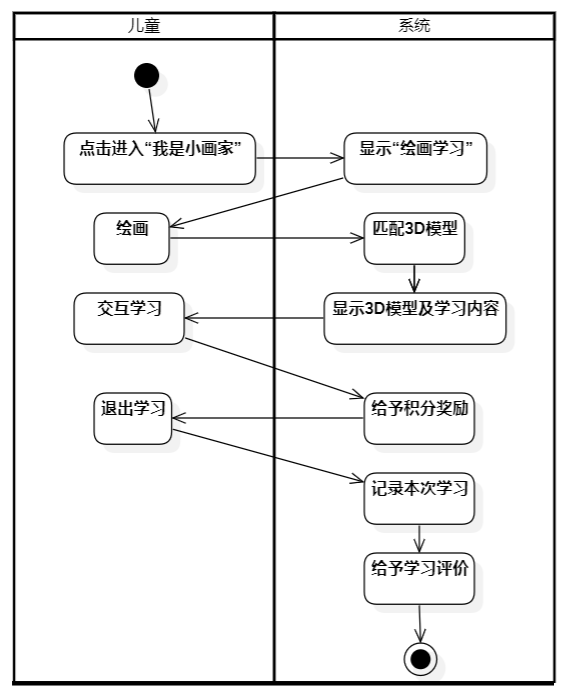 儿童
系统
点击进入“我是小画家”
显示“绘画学习”
绘画
匹配3D模型
交互学习
显示3D模型及学习内容
退出学习
给予积分奖励
记录本次学习
给予学习评价